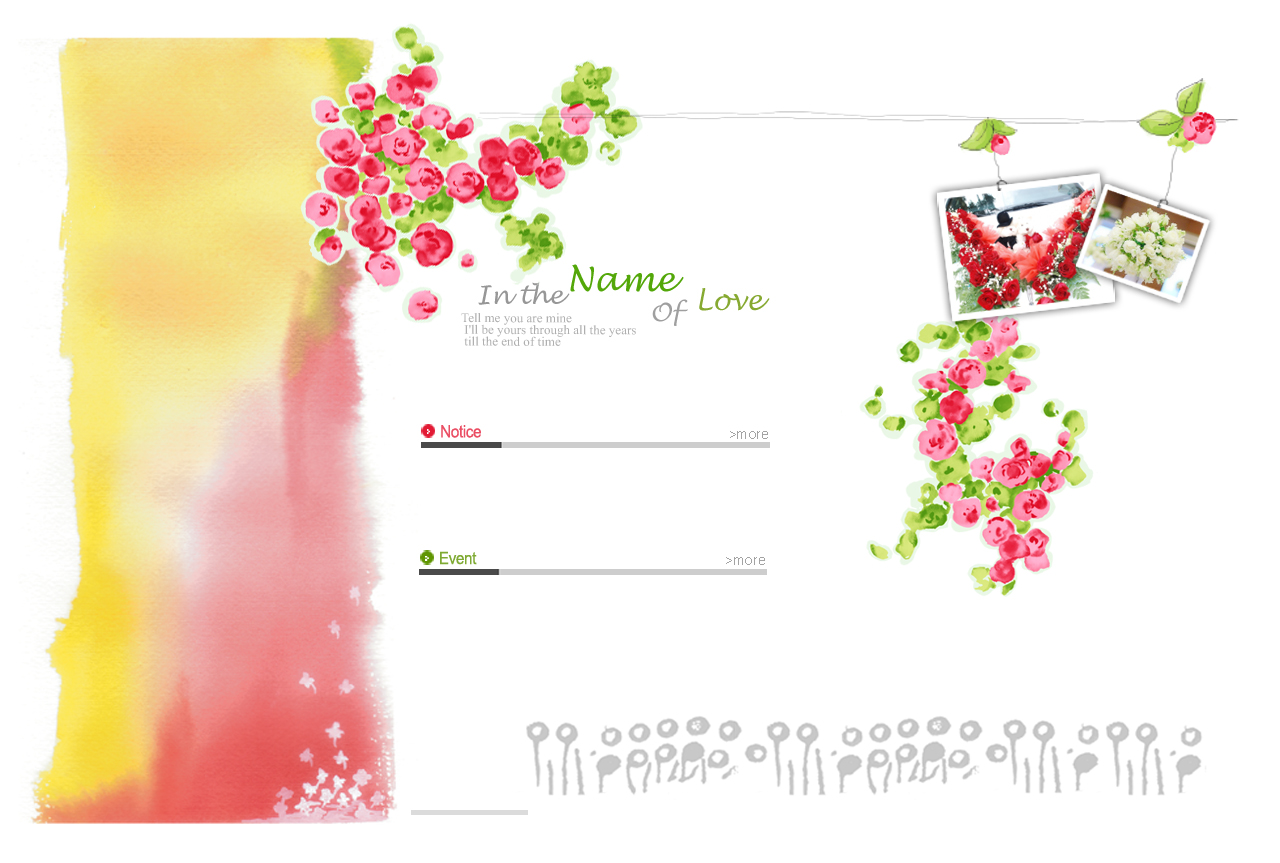 In the Name
Of Love
Tell me you are mine
I'll be yours through all the years
till the end of time
Notice
>more
Event
>more